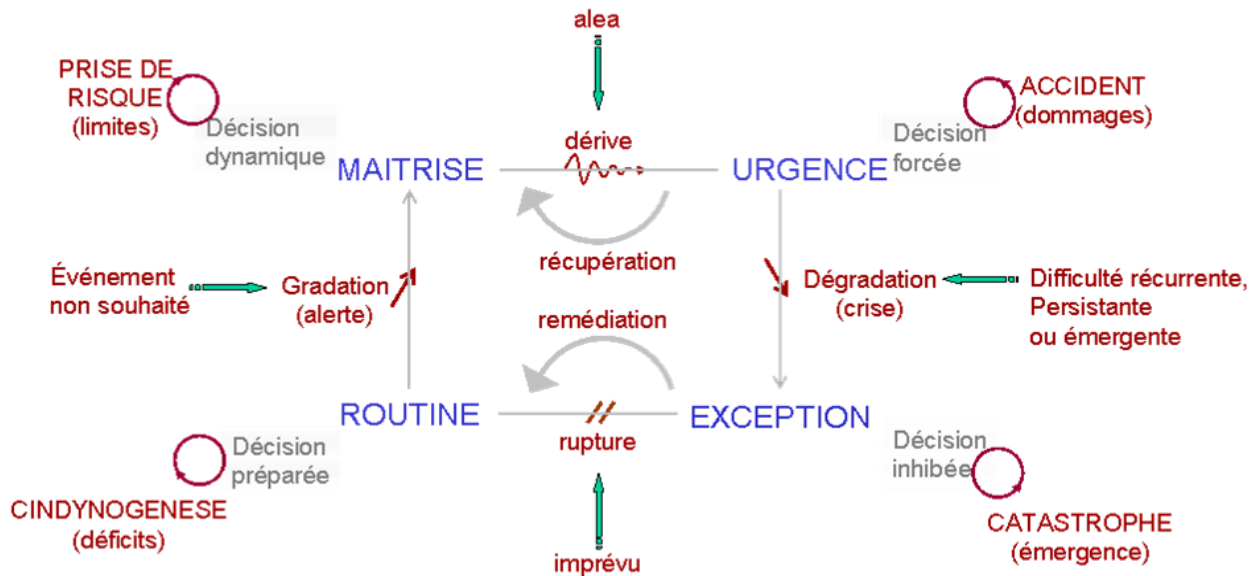 alea
PRISE DE
RISQUE
(limites)
ACCIDENT
(dommages)
Décision
dynamique
dérive
Décision
forcée
MAITRISE
URGENCE
récupération
Événement
non souhaité
Gradation
(alerte)
Dégradation
(crise)
Difficulté récurrente,
Persistante
ou émergente
remédiation
ROUTINE
EXCEPTION
rupture
Décision
préparée
Décision
inhibée
CINDYNOGENESE
(déficits)
CATASTROPHE
(émergence)
imprévu